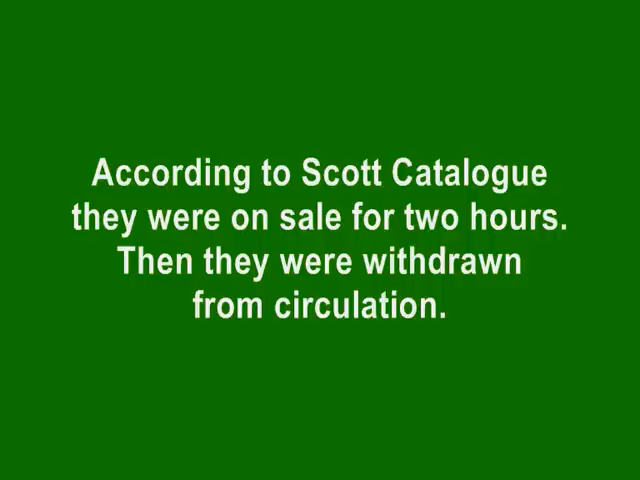 According to Scott Catalogue
they were on sale for two hours.
Then they were withdrawn
from circulation.